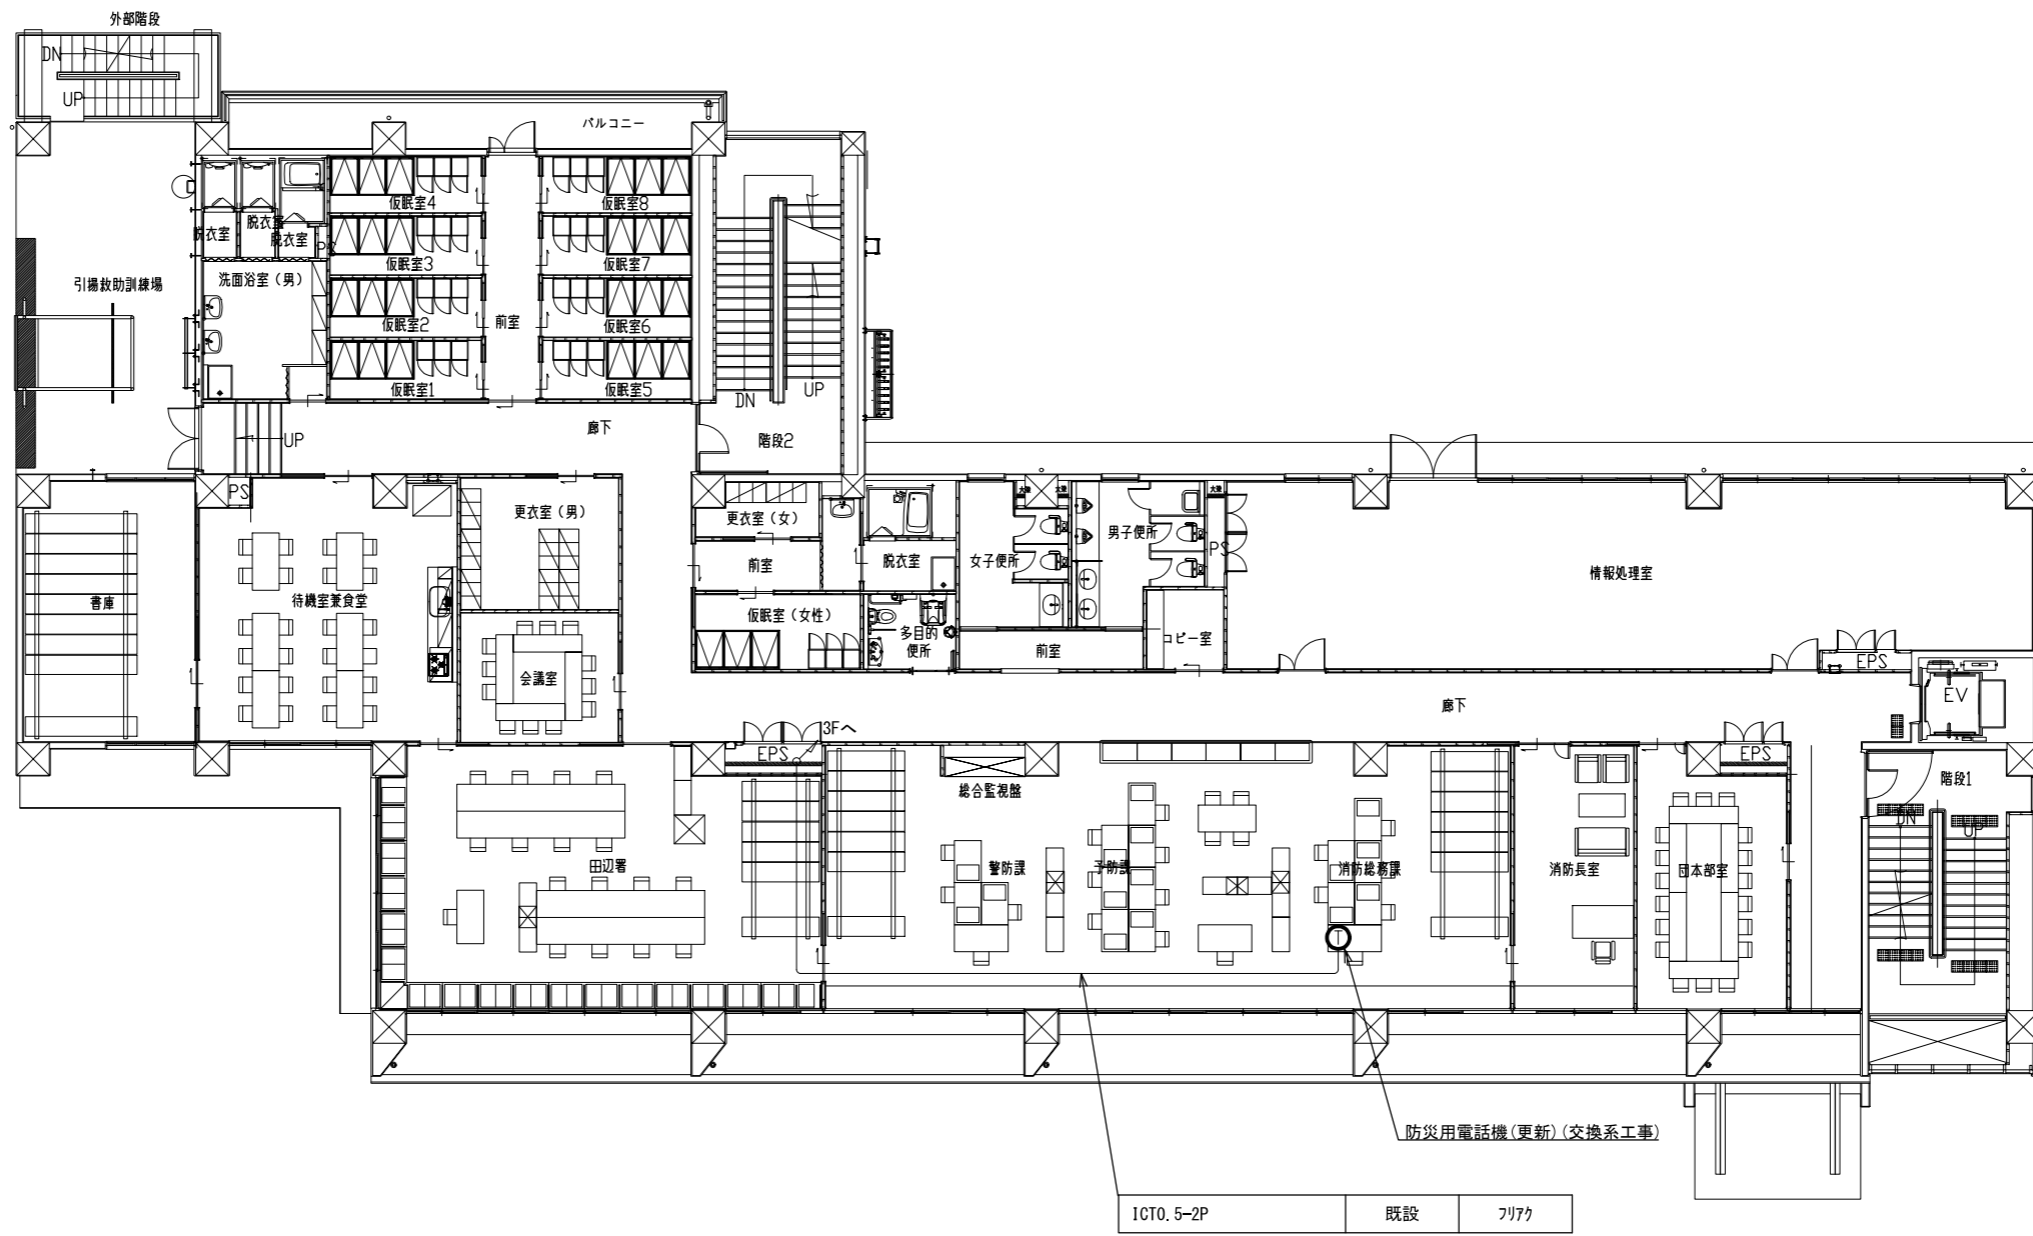 外部階段
DN
UP
バルコニー
仮眠室4
仮眠室8
脱衣室
脱衣室
脱衣室
PS
仮眠室3
仮眠室7
引揚救助訓練場
洗面浴室（男）
仮眠室2
前室
仮眠室6
仮眠室1
仮眠室5
DN
UP
UP
廊下
階段2
PS
更衣室（男）
更衣室（女）
男子便所
PS
前室
脱衣室
女子便所
情報処理室
書庫
待機室兼食堂
仮眠室（女性）
多目的
便所
コピー室
前室
会議室
EPS
EV
廊下
3Fへ
EPS
EPS
総合監視盤
階段1
DN
UP
田辺署
警防課
予防課
消防総務課
消防長室
団本部室
T
防災用電話機(更新)(交換系工事)
ICT0.5-2P
既設
フリアク